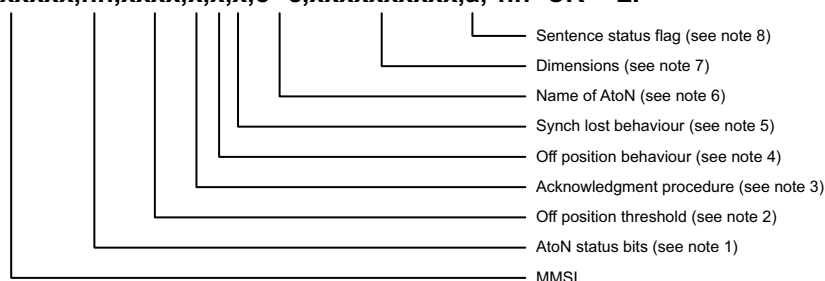 Sentence status flag (see note 8)
Dimensions (see note 7)
Name of AtoN (see note 6)
Synch lost behaviour (see note 5)
Off position behaviour (see note 4)
Acknowledgment procedure (see note 3)
Off position threshold (see note 2)
AtoN status bits (see note 1)
MMSI